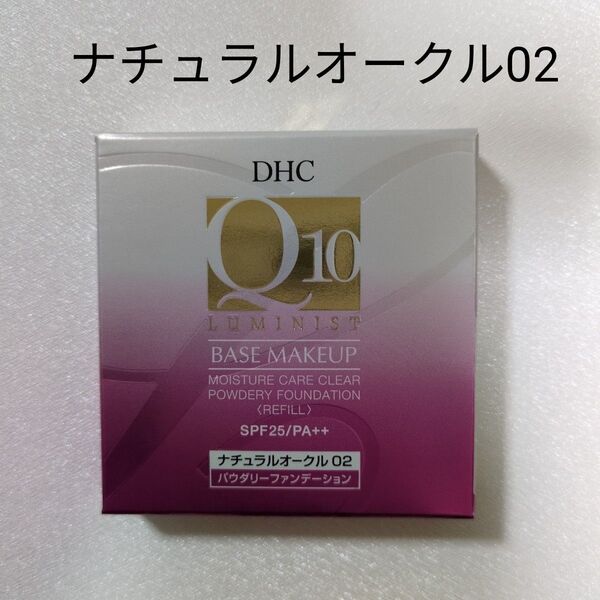 ナチュラルオークル02
DHC
Q10
LUMINIST
BASE MAKEUP
MOISTURE CARE CLEAR
POWDERY FOUNDATION
〈REFILL〉
SPF25/PA++
ナチュラルオークル 02
パウダリーファンデーション